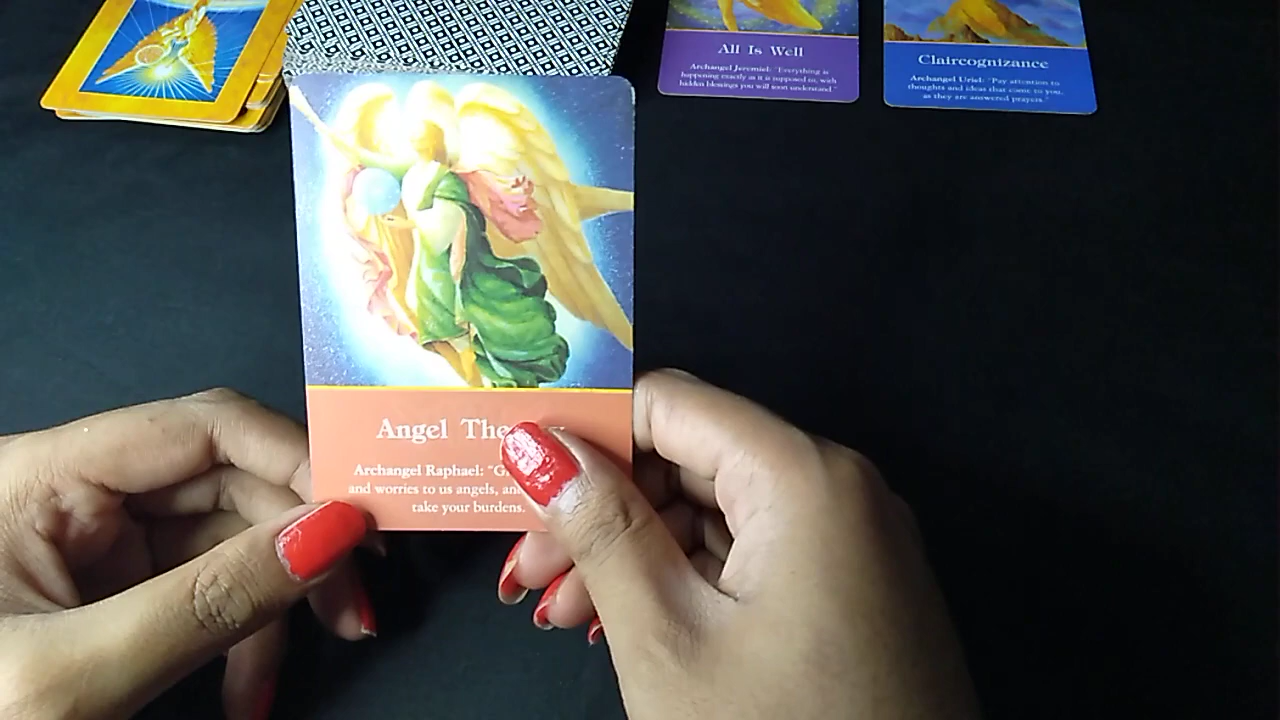 All Is Well
Archangel Jeremiel: "Everything is
happening exactly as it is supposed to, with
hidden blessings you will soon understand."
Claircognizance
Archangel Uriel: "Pay attention to
thoughts and ideas that come to you,
as they are answered prayers."
Angel
Archangel Raphael:
and worries to us angels,
take your burdens.